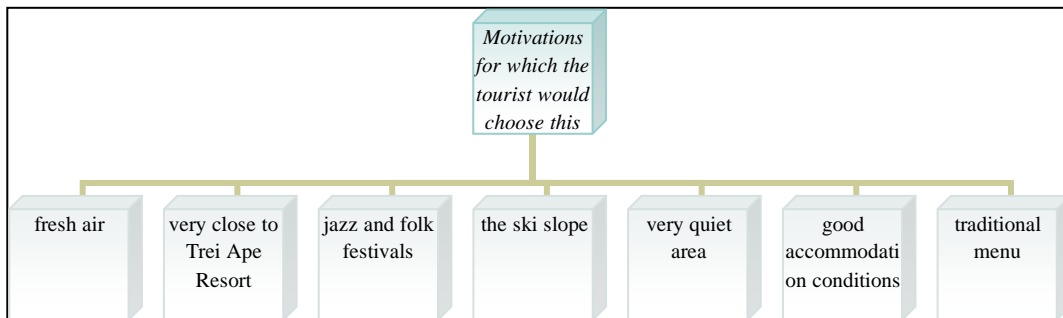 Motivations
for which the
tourist would
choose this
fresh air
very close to
Trei Ape
Resort
jazz and folk
festivals
the ski slope
very quiet
area
good
accommodati
on conditions
traditional
menu